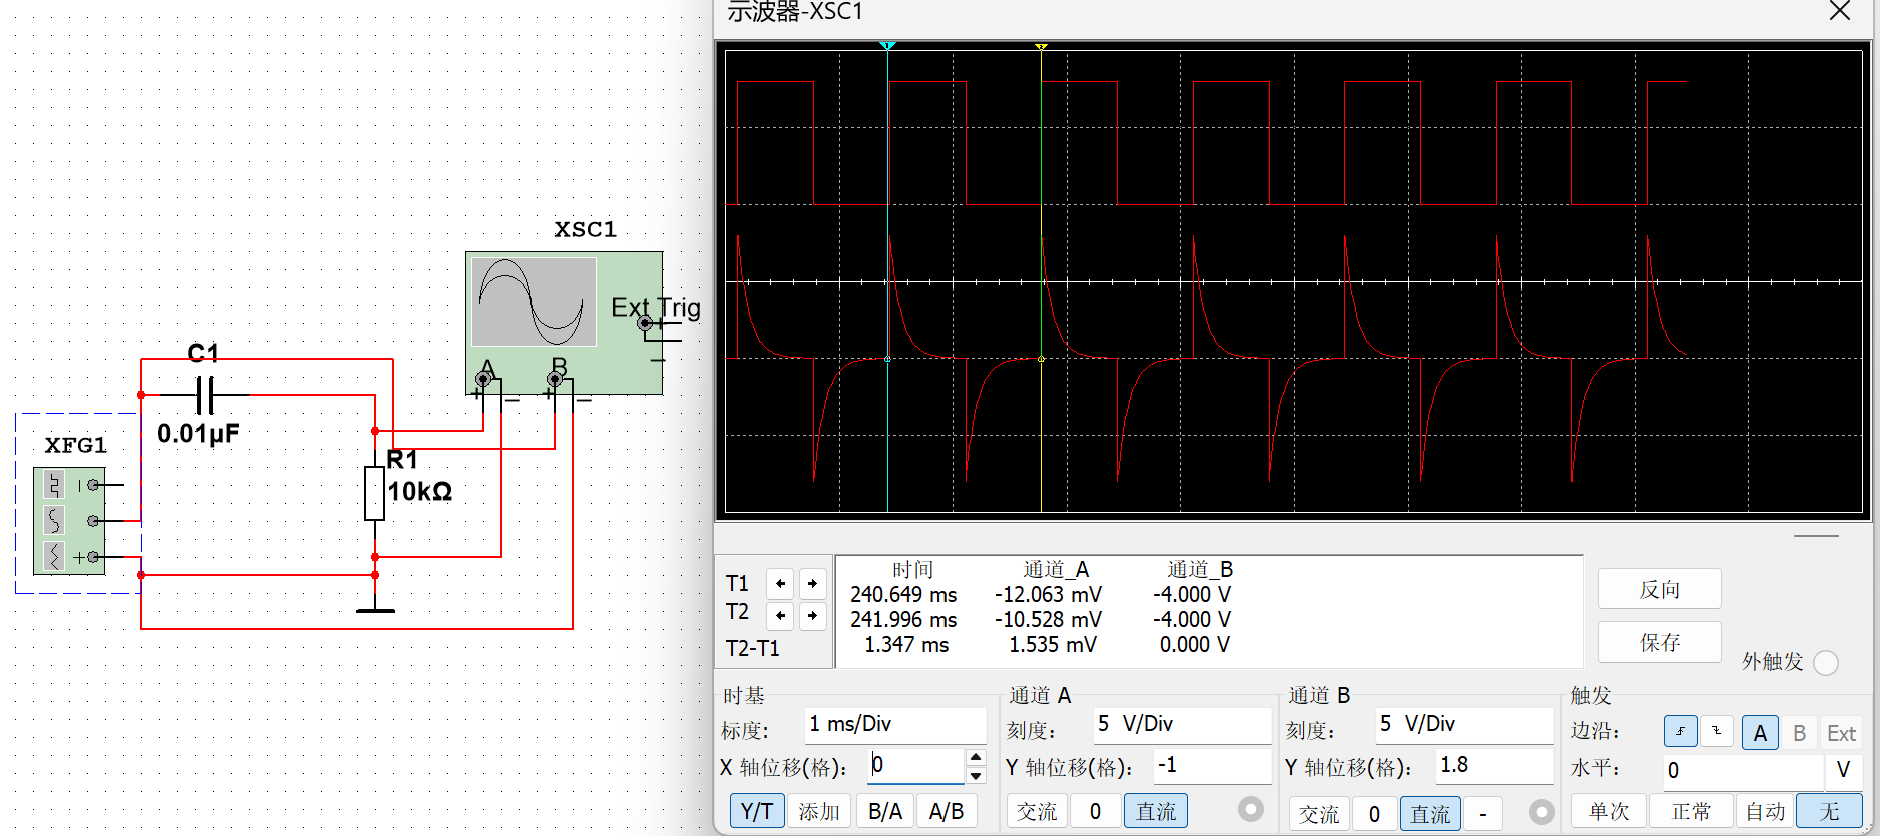 示波器-XSC1
XSC1
Ext Trig
A
B
C1
0.01µF
XFG1
R1
10kΩ
时间 通道_A 通道_B
T1 240.649 ms -12.063 mV -4.000 V
T2 241.996 ms -10.528 mV -4.000 V
T2-T1 1.347 ms 1.535 mV 0.000 V
反向
保存
外触发
时基
标度: 1 ms/Div
X 轴位移(格): 0
Y/T 添加 B/A A/B
通道 A
刻度: 5 V/Div
Y 轴位移(格): -1
交流 0 直流
通道 B
刻度: 5 V/Div
Y 轴位移(格): 1.8
交流 0 直流 -
触发
边沿: A B Ext
水平: 0 V
单次 正常 自动 无